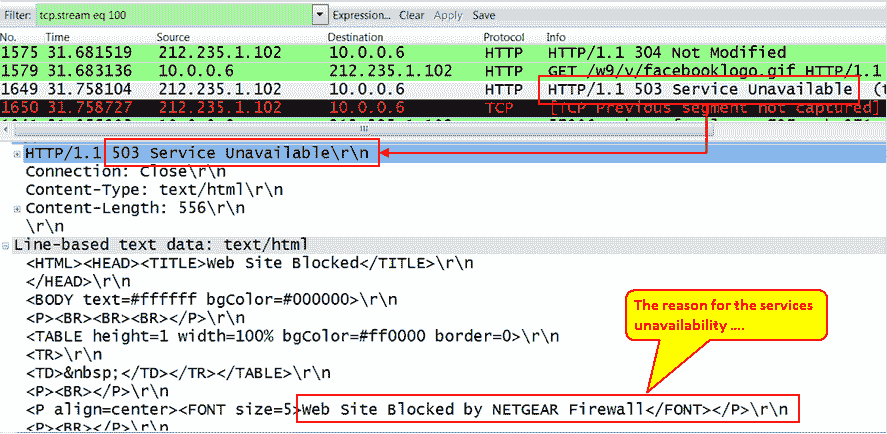 Filter: tcp.stream eq 100 Expression... Clear Apply Save
No. Time Source Destination Protocol Info
1575 31.681519 212.235.1.102 10.0.0.6 HTTP HTTP/1.1 304 Not Modified
1579 31.683136 10.0.0.6 212.235.1.102 HTTP GET /w9/v/facebooklogo.gif HTTP/1.1
1649 31.758104 212.235.1.102 10.0.0.6 HTTP HTTP/1.1 503 Service Unavailable (t
1650 31.758727 212.235.1.102 10.0.0.6 TCP [TCP Previous segment not captured]
HTTP/1.1 503 Service Unavailable\r\n
Connection: Close\r\n
Content-Type: text/html\r\n
Content-Length: 556\r\n
\r\n
Line-based text data: text/html
<HTML><HEAD><TITLE>Web Site Blocked</TITLE>\r\n
</HEAD>\r\n
<BODY text=#ffffff bgColor=#000000>\r\n
<P><BR><BR><BR></P>\r\n
<TABLE height=1 width=100% bgColor=#ff0000 border=0>\r\n
<TR>\r\n
<TD>&nbsp;</TD></TR></TABLE>\r\n
<P><BR></P>\r\n
<P align=center><FONT size=5>Web Site Blocked by NETGEAR Firewall</FONT></P>\r\n
<P><BR></P>\r\n
The reason for the services
unavailability ....